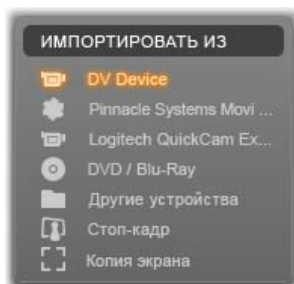 ИМПОРТИРОВАТЬ ИЗ
DV Device
Pinnacle Systems Movi ...
Logitech QuickCam Ex...
DVD / Blu-Ray
Другие устройства
Стоп-кадр
Копия экрана